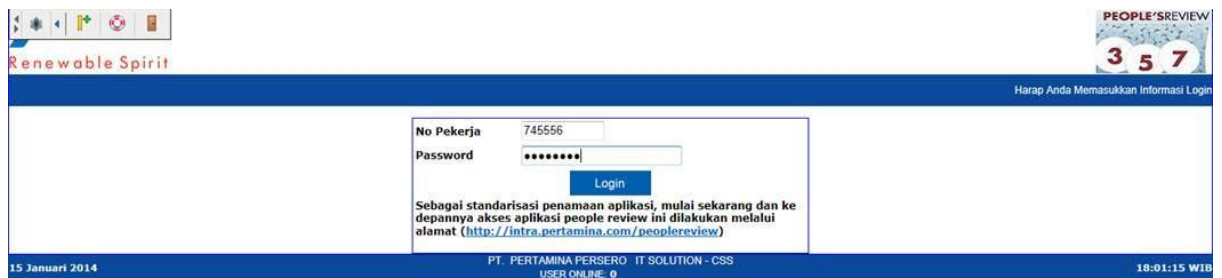 PEOPLE'SREVIEW
3 5 7
Renewable Spirit
Harap Anda Memasukkan Informasi Login
No Pekerja 745556
Password ••••••••
Login
Sebagai standarisasi penamaan aplikasi, mulai sekarang dan ke
depannya akses aplikasi people review ini dilakukan melalui
alamat (http://intra.pertamina.com/peoplereview)
PT. PERTAMINA PERSERO IT SOLUTION - CSS
15 Januari 2014 USER ONLINE: 0 18:01:15 WIB